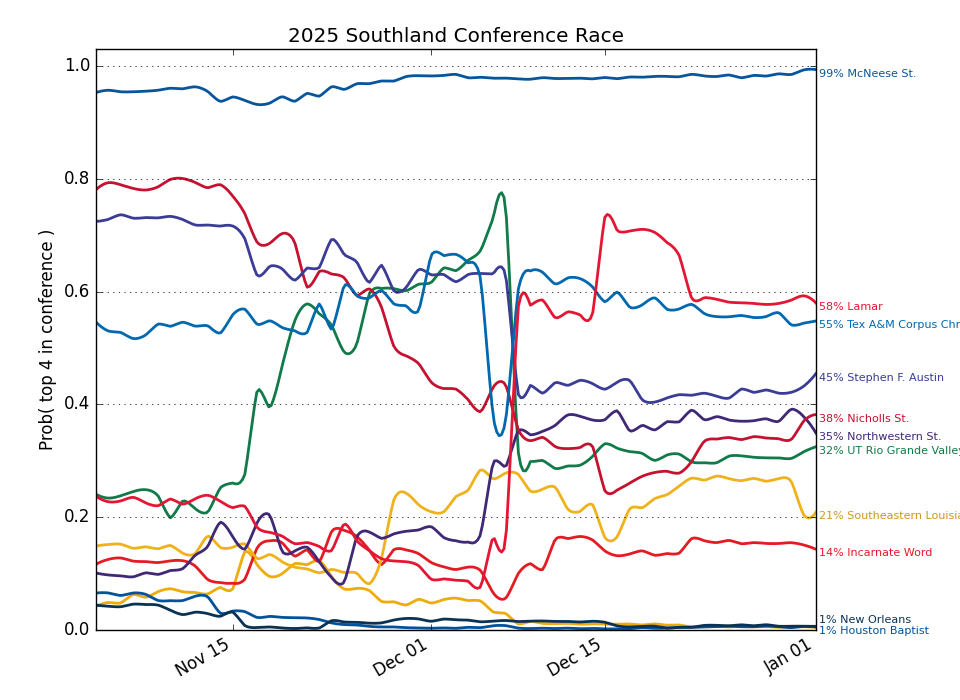 2025 Southland Conference Race
Prob( top 4 in conference )
1.0
0.8
0.6
0.4
0.2
0.0
Nov 15
Dec 01
Dec 15
Jan 01
99% McNeese St.
58% Lamar
55% Tex A&M Corpus Chr
45% Stephen F. Austin
38% Nicholls St.
35% Northwestern St.
32% UT Rio Grande Valley
21% Southeastern Louisia
14% Incarnate Word
1% New Orleans
1% Houston Baptist